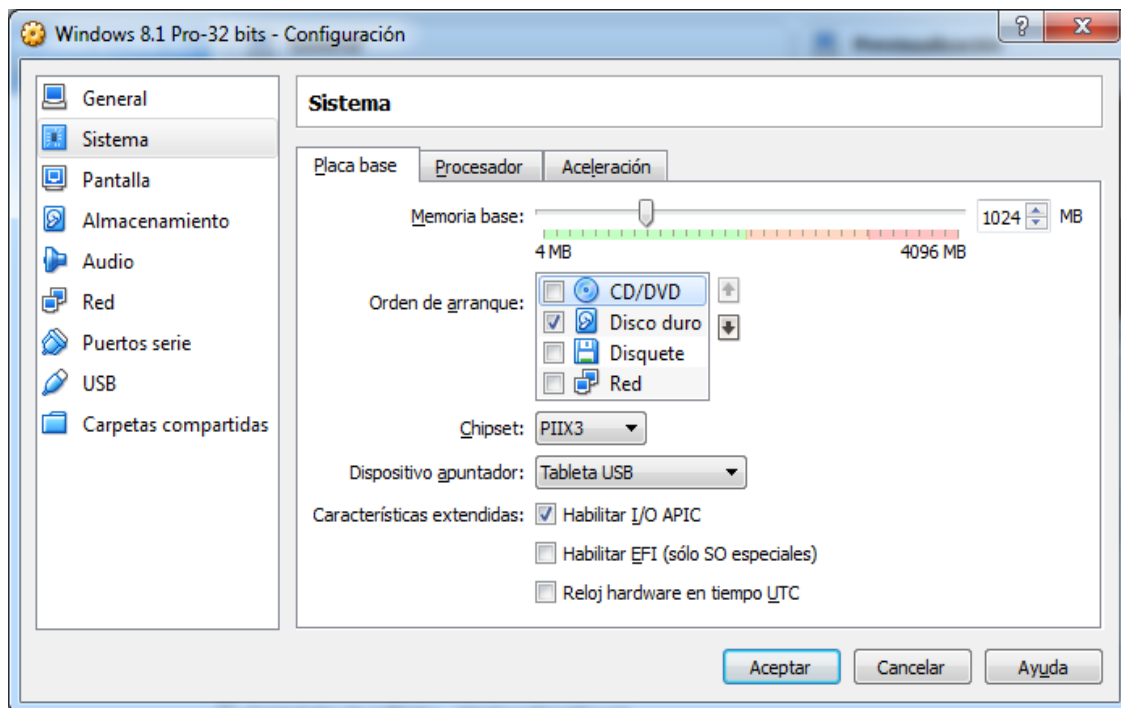 Windows 8.1 Pro-32 bits - Configuración
General
Sistema
Pantalla
Almacenamiento
Audio
Red
Puertos serie
USB
Carpetas compartidas
Sistema
Placa base Procesador Aceleración
Memoria base: 1024 MB
4 MB 4096 MB
Orden de arranque: CD/DVD
Disco duro
Disquete
Red
Chipset: PIIX3
Dispositivo apuntador: Tableta USB
Características extendidas: Habilitar I/O APIC
Habilitar EFI (sólo SO especiales)
Reloj hardware en tiempo UTC
Aceptar Cancelar Ayuda